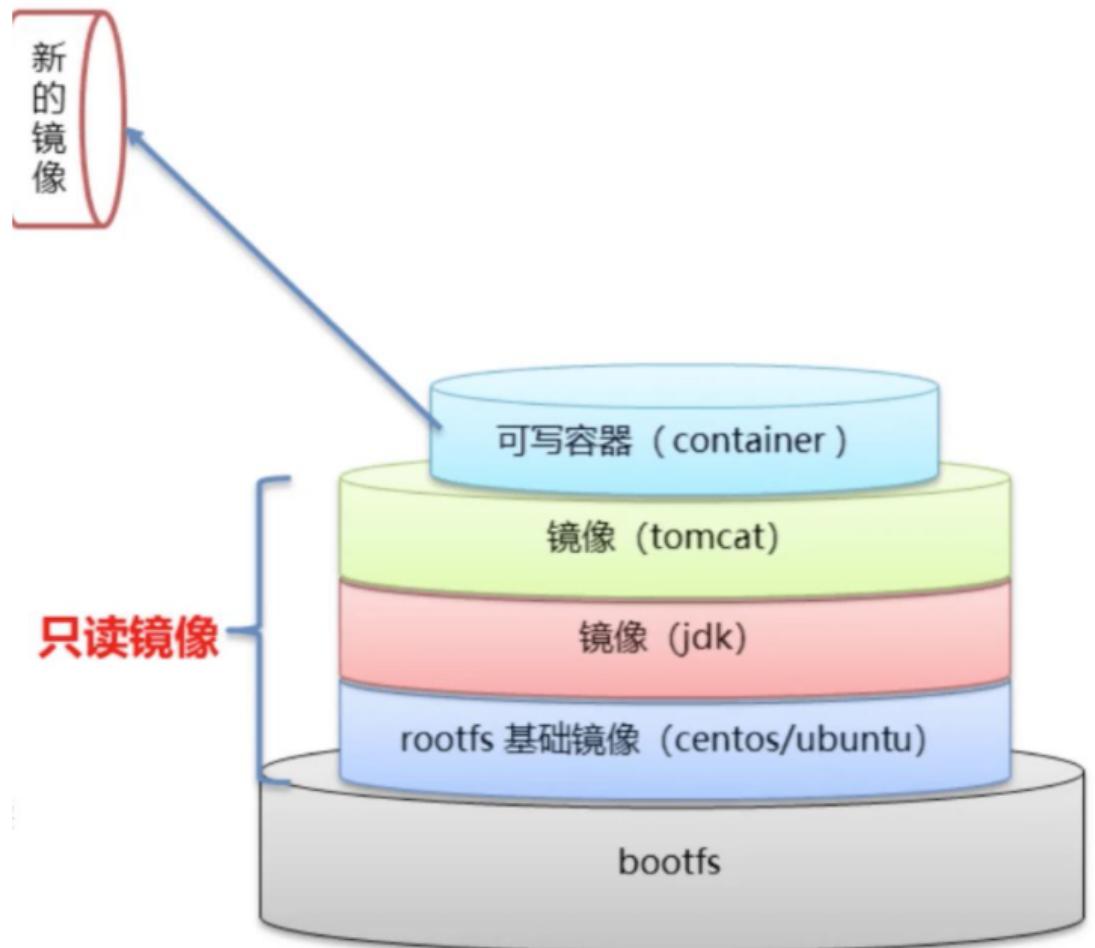 新的镜像
可写容器（container）
镜像（tomcat）
镜像（jdk）
只读镜像
rootfs 基础镜像（centos/ubuntu）
bootfs